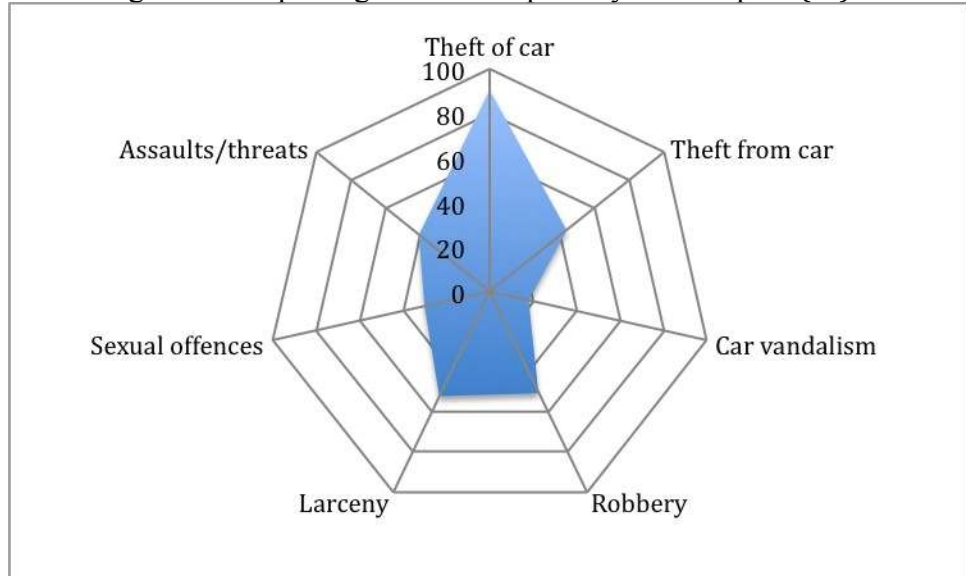 Theft of car
100
80
60
40
20
0
Theft from car
Car vandalism
Robbery
Larceny
Sexual offences
Assaults/threats